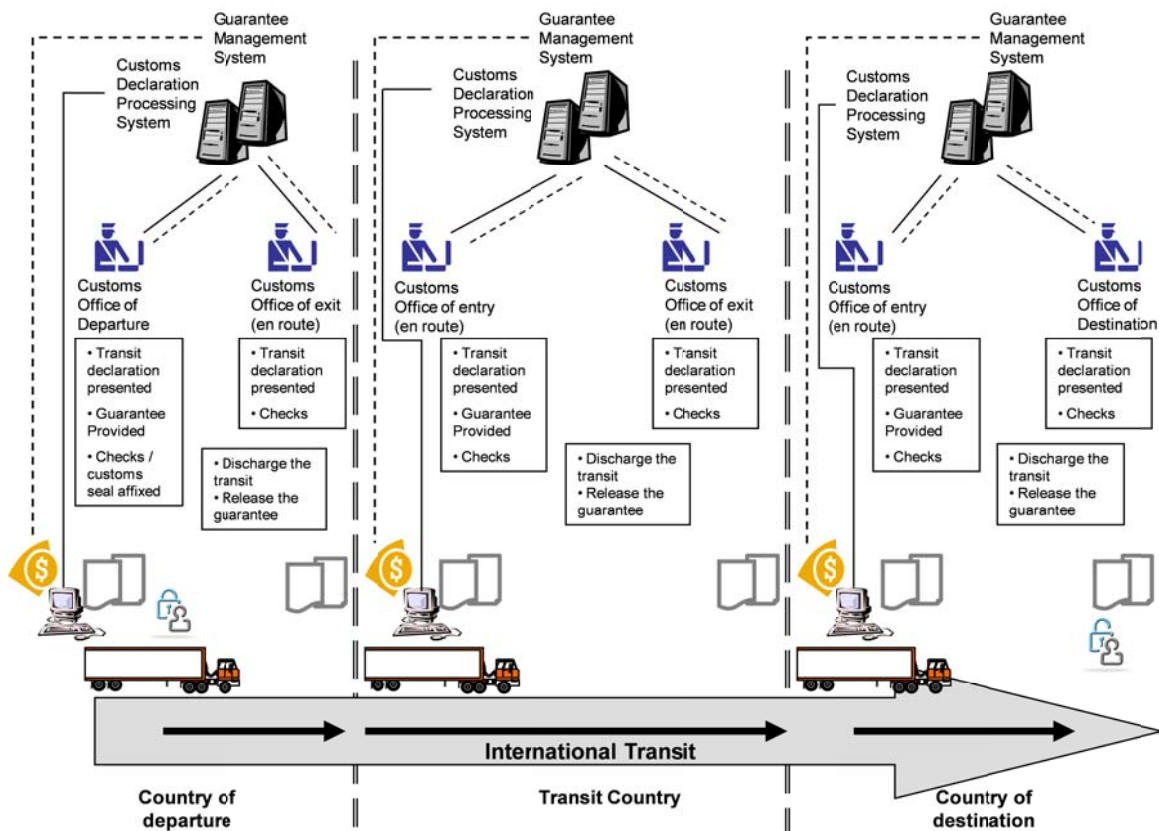 Guarantee
Management
System
Customs
Declaration
Processing
System
Customs
Office of
Departure
• Transit
declaration
presented
• Guarantee
Provided
• Checks /
customs
seal affixed
Customs
Office of exit
(en route)
• Transit
declaration
presented
• Checks
• Discharge the
transit
• Release the
guarantee
$
Guarantee
Management
System
Customs
Declaration
Processing
System
Customs
Office of entry
(en route)
• Transit
declaration
presented
• Guarantee
Provided
• Checks
Customs
Office of exit
(en route)
• Transit
declaration
presented
• Checks
• Discharge the
transit
• Release the
guarantee
$
Guarantee
Management
System
Customs
Declaration
Processing
System
Customs
Office of entry
(en route)
• Transit
declaration
presented
• Guarantee
Provided
• Checks
Customs
Office of
Destination
• Transit
declaration
presented
• Checks
• Discharge the
transit
• Release the
guarantee
$
International Transit
Country of
departure
Transit Country
Country of
destination